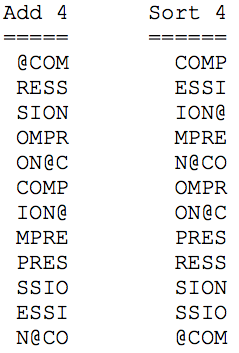 Add 4 Sort 4
===== ======
@COM COMP
RESS ESSI
SION ION@
OMPR MPRE
ON@C N@CO
COMP OMPR
ION@ ON@C
MPRE PRES
PRES RESS
SSIO SION
ESSI SSIO
N@CO @COM